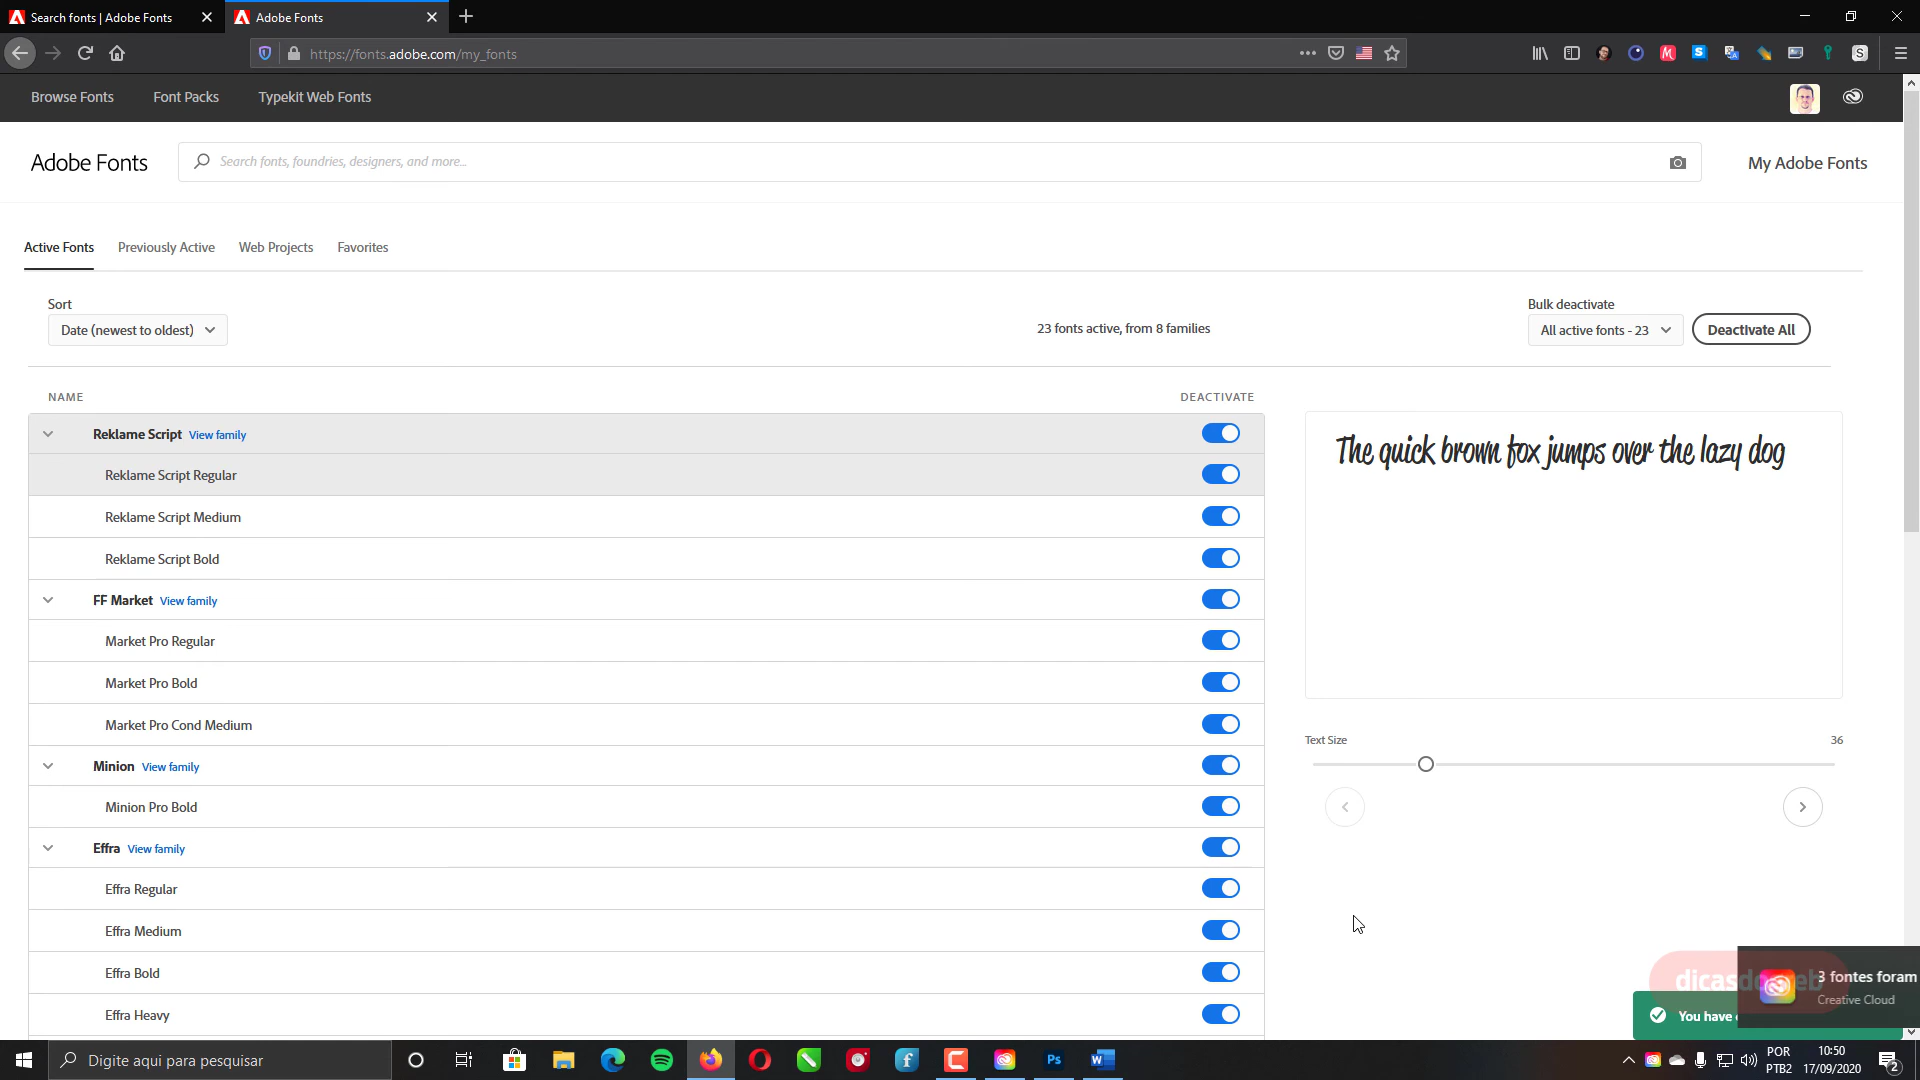 Search fonts | Adobe Fonts
Adobe Fonts
https://fonts.adobe.com/my_fonts
Browse Fonts
Font Packs
Typekit Web Fonts
Adobe Fonts
Search fonts, foundries, designers, and more...
My Adobe Fonts
Active Fonts
Previously Active
Web Projects
Favorites
Sort
Date (newest to oldest)
23 fonts active, from 8 families
Bulk deactivate
All active fonts - 23
Deactivate All
NAME
DEACTIVATE
Reklame Script View family
Reklame Script Regular
Reklame Script Medium
Reklame Script Bold
FF Market View family
Market Pro Regular
Market Pro Bold
Market Pro Cond Medium
Minion View family
Minion Pro Bold
Effra View family
Effra Regular
Effra Medium
Effra Bold
Effra Heavy
The quick brown fox jumps over the lazy dog
Text Size
36
3 fontes foram
Creative Cloud
You have
Digite aqui para pesquisar
Ps
W
POR
PTB2
10:50
17/09/2020
2